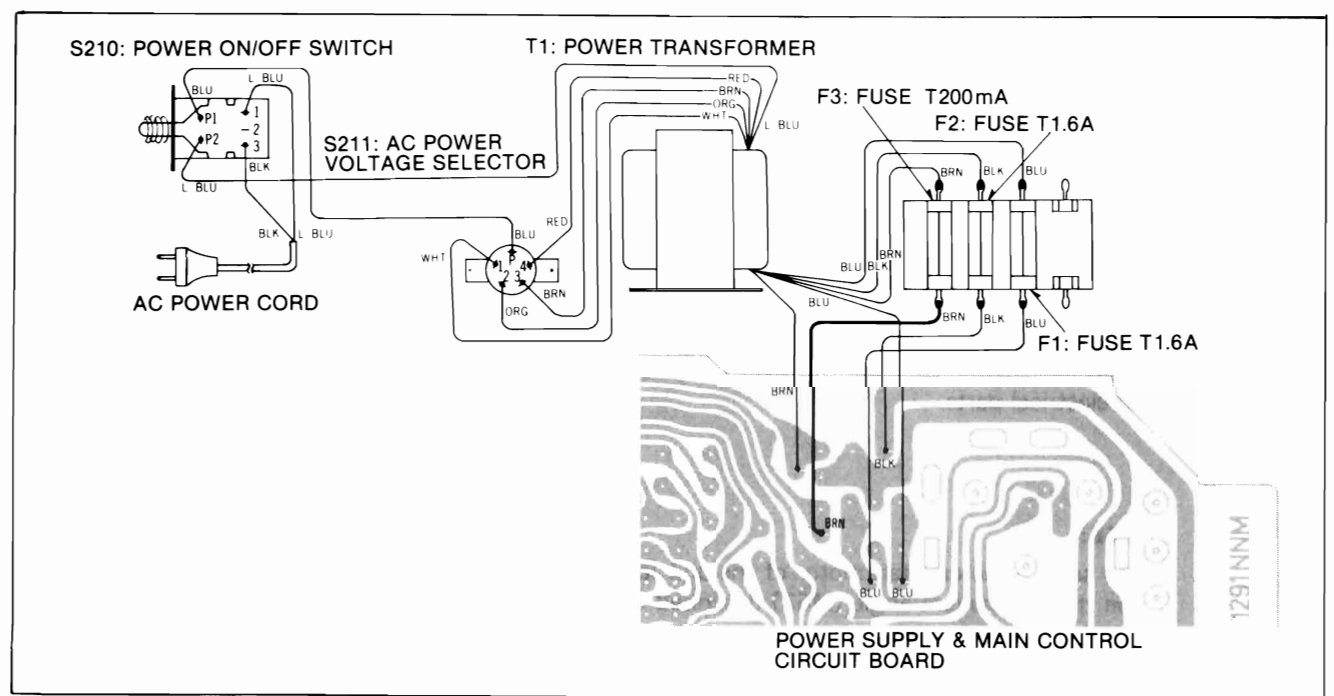 S210: POWER ON/OFF SWITCH
T1: POWER TRANSFORMER
L BLU
BLU
P1
1
2
P2
3
BLK
L BLU
BLK
L BLU
AC POWER CORD
S211: AC POWER
VOLTAGE SELECTOR
RED
BRN
ORG
WHT
L BLU
RED
BLU
WHT
P
1
4
2
3
BRN
ORG
F3: FUSE T200mA
F2: FUSE T1.6A
BRN
BLK
BLU
BRN
BLU
BLK
BLU
BRN
BLK
BLU
F1: FUSE T1.6A
BRN
BLK
BRN
BLU
BLU
1291NNM
POWER SUPPLY & MAIN CONTROL
CIRCUIT BOARD